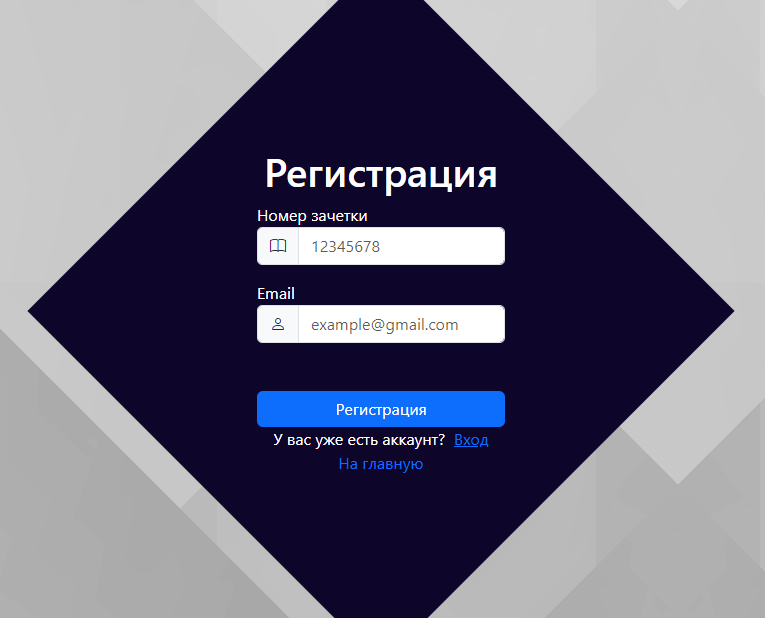 Регистрация
Номер зачетки
12345678
Email
example@gmail.com
Регистрация
У вас уже есть аккаунт? Вход
На главную